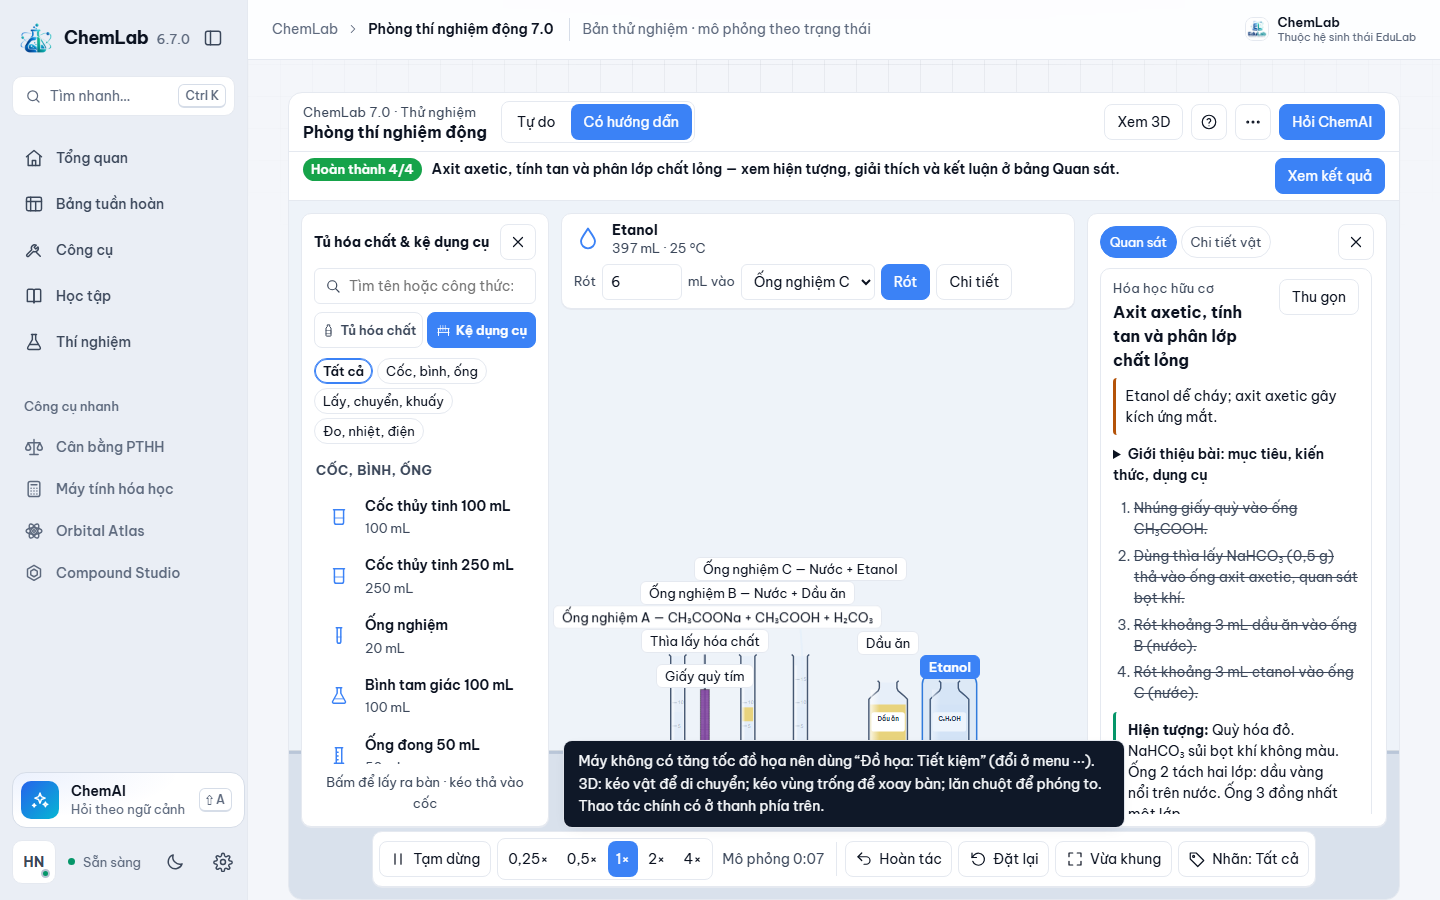 ChemLab 6.7.0
Tìm nhanh... Ctrl K
Tổng quan
Bảng tuần hoàn
Công cụ
Học tập
Thí nghiệm
Công cụ nhanh
Cân bằng PTHH
Máy tính hóa học
Orbital Atlas
Compound Studio
ChemAI
Hỏi theo ngữ cảnh
⇧A
HN
Sẵn sàng
ChemLab > Phòng thí nghiệm động 7.0 Bản thử nghiệm · mô phỏng theo trạng thái
ChemLab
Thuộc hệ sinh thái EduLab
ChemLab 7.0 · Thử nghiệm
Phòng thí nghiệm động
Tự do Có hướng dẫn
Xem 3D
Hỏi ChemAI
Hoàn thành 4/4 Axit axetic, tính tan và phân lớp chất lỏng — xem hiện tượng, giải thích và kết luận ở bảng Quan sát.
Xem kết quả
Tủ hóa chất & kệ dụng cụ
Tìm tên hoặc công thức:
Tủ hóa chất Kệ dụng cụ
Tất cả Cốc, bình, ống
Lấy, chuyển, khuấy
Đo, nhiệt, điện
CỐC, BÌNH, ỐNG
Cốc thủy tinh 100 mL
100 mL
Cốc thủy tinh 250 mL
250 mL
Ống nghiệm
20 mL
Bình tam giác 100 mL
100 mL
Ống đong 50 mL
Bấm để lấy ra bàn · kéo thả vào
cốc
Etanol
397 mL · 25 °C
Rót 6 mL vào Ống nghiệm C Rót Chi tiết
Ống nghiệm C — Nước + Etanol
Ống nghiệm B — Nước + Dầu ăn
Ống nghiệm A — CH₃COONa + CH₃COOH + H₂CO₃
Thìa lấy hóa chất
Dầu ăn
Etanol
Giấy quỳ tím
Dầu ăn
C₂H₅OH
Máy không có tăng tốc đồ họa nên dùng “Đồ họa: Tiết kiệm” (đổi ở menu ···).
3D: kéo vật để di chuyển; kéo vùng trống để xoay bàn; lăn chuột để phóng to.
Thao tác chính có ở thanh phía trên.
Quan sát Chi tiết vật
Hóa học hữu cơ
Thu gọn
Axit axetic, tính
tan và phân lớp
chất lỏng
Etanol dễ cháy; axit axetic gây
kích ứng mắt.
▶ Giới thiệu bài: mục tiêu, kiến
thức, dụng cụ
1. Nhúng giấy quỳ vào ống
CH₃COOH.
2. Dùng thìa lấy NaHCO₃ (0,5 g)
thả vào ống axit axetic, quan sát
bọt khí.
3. Rót khoảng 3 mL dầu ăn vào ống
B (nước).
4. Rót khoảng 3 mL etanol vào ống
C (nước).
Hiện tượng: Quỳ hóa đỏ.
NaHCO₃ sủi bọt khí không màu.
Ống 2 tách hai lớp: dầu vàng
nổi trên nước. Ống 3 đồng nhất
một lớp.
Tạm dừng
0,25× 0,5× 1× 2× 4×
Mô phỏng 0:07
Hoàn tác
Đặt lại
Vừa khung
Nhãn: Tất cả